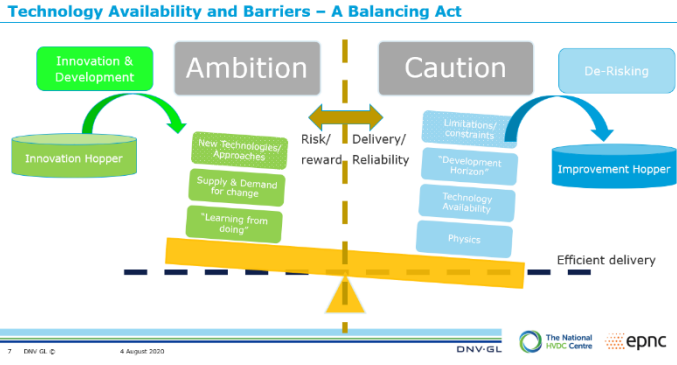 Technology Availability and Barriers – A Balancing Act
Innovation &
Development
Ambition
Caution
De-Risking
Innovation Hopper
New Technologies/
Approaches
Supply & Demand
for change
"Learning from
doing"
Risk/
reward
Delivery/
Reliability
Limitations/
constraints
"Development
Horizon"
Technology
Availability
Physics
Improvement Hopper
Efficient delivery
7 DNV GL © 4 August 2020
DNV·GL
The National
HVDC Centre
epnc